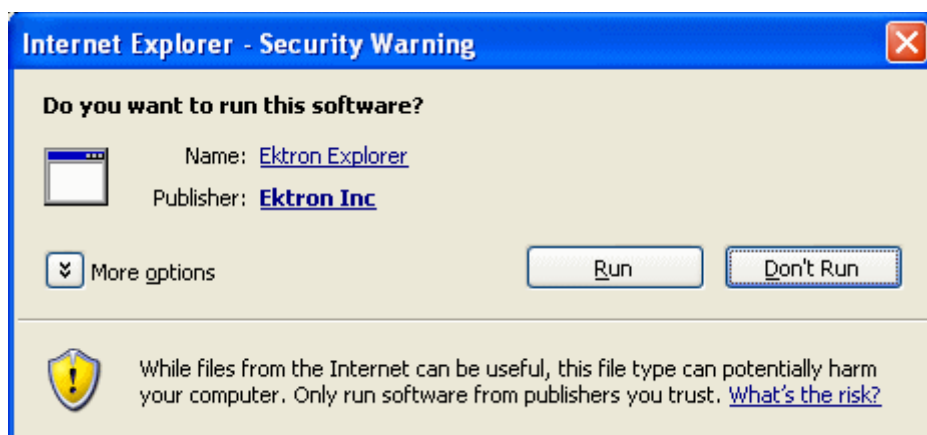 Internet Explorer - Security Warning
Do you want to run this software?
Name: Ektron Explorer
Publisher: Ektron Inc
More options
Run
Don't Run
While files from the Internet can be useful, this file type can potentially harm
your computer. Only run software from publishers you trust. What's the risk?